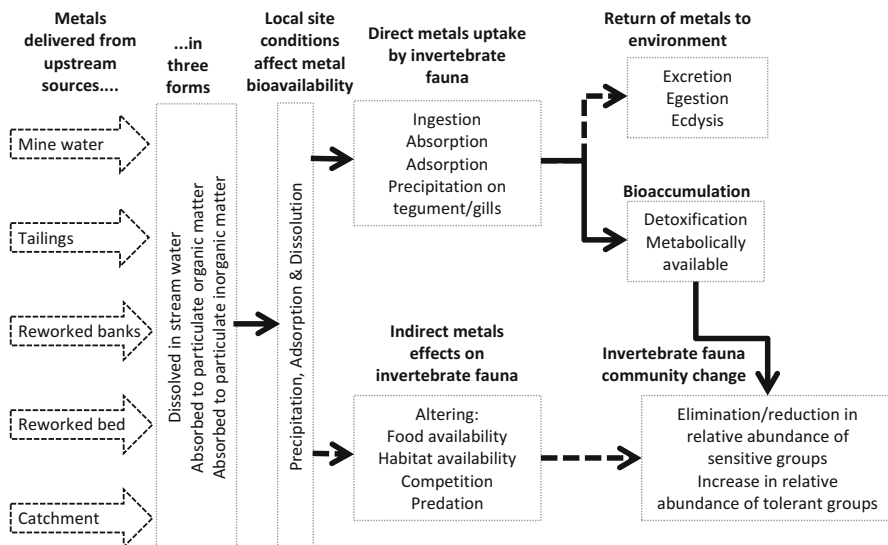 Metals
delivered from
upstream
sources....
Mine water
Tailings
Reworked banks
Reworked bed
Catchment
...in
three
forms
Dissolved in stream water
Absorbed to particulate organic matter
Absorbed to particulate inorganic matter
Local site
conditions
affect metal
bioavailability
Precipitation, Adsorption & Dissolution
Direct metals uptake
by invertebrate
fauna
Ingestion
Absorption
Adsorption
Precipitation on
tegument/gills
Indirect metals
effects on
invertebrate fauna
Altering:
Food availability
Habitat availability
Competition
Predation
Return of metals to
environment
Excretion
Egestion
Ecdysis
Bioaccumulation
Detoxification
Metabolically
available
Invertebrate fauna
community change
Elimination/reduction in
relative abundance of
sensitive groups
Increase in relative
abundance of tolerant groups